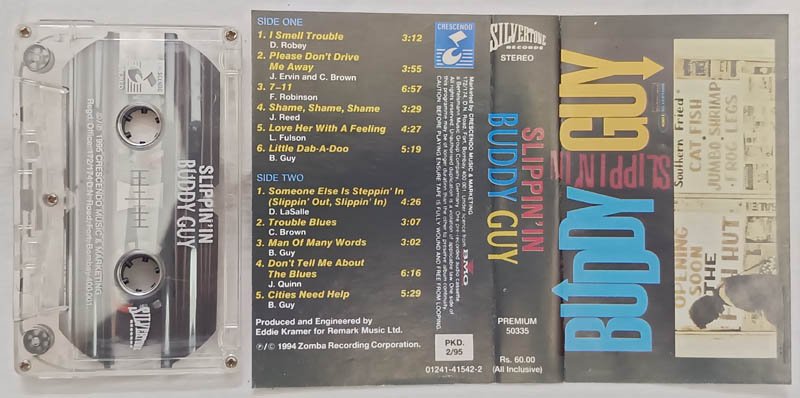 SLIPPIN' IN
BUDDY GUY
SIDE ONE
1. I Smell Trouble 3:12
D. Robey
2. Please Don't Drive
Me Away 3:55
J. Ervin and C. Brown
3. 7–11 6:57
F. Robinson
4. Shame, Shame, Shame 3:29
J. Reed
5. Love Her With A Feeling 4:27
L. Fulson
6. Little Dab-A-Doo 5:19
B. Guy
SIDE TWO
1. Someone Else Is Steppin' In
(Slippin' Out, Slippin' In) 4:26
D. LaSalle
2. Trouble Blues 3:07
C. Brown
3. Man Of Many Words 3:02
B. Guy
4. Don't Tell Me About
The Blues 6:16
J. Quinn
5. Cities Need Help 5:29
B. Guy
Produced and Engineered by
Eddie Kramer for Remark Music Ltd.
℗/© 1994 Zomba Recording Corporation.
CRESCENDO
Marketed by CRESCENDO MUSIC & MARKETING
BMG
PKD.
2/95
01241-41542-2
SILVERTONE
RECORDS
STEREO
SLIPPIN' IN
BUDDY GUY
PREMIUM
50335
Rs. 60.00
(All Inclusive)
BUDDY GUY
SLIPPIN' IN
Southern Fried
CAT FISH
JUMBO SHRIMP
FROG LEGS
OPENING
SOON
THE
HUT